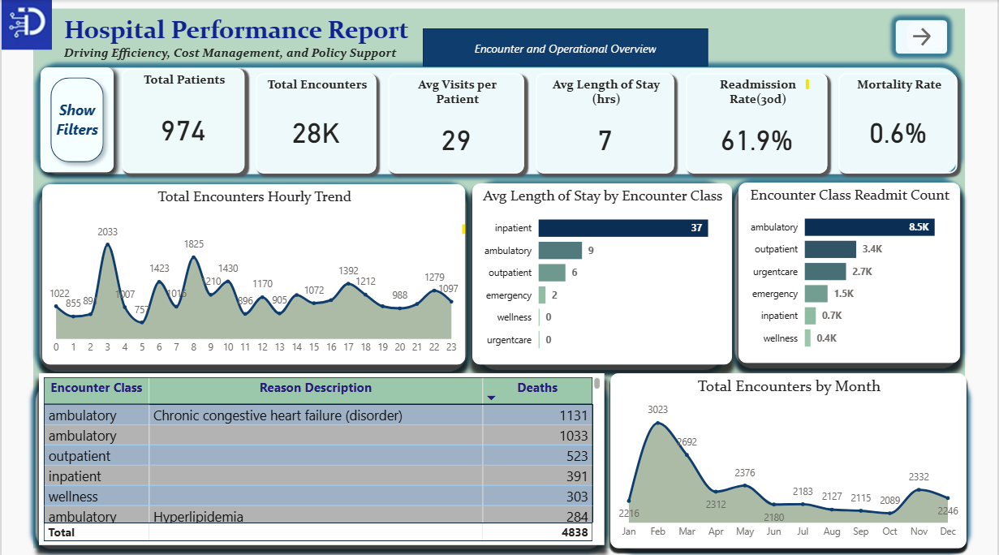 Hospital Performance Report
Driving Efficiency, Cost Management, and Policy Support
Encounter and Operational Overview
Show
Filters
Total Patients
974
Total Encounters
28K
Avg Visits per
Patient
29
Avg Length of Stay
(hrs)
7
Readmission
Rate(30d)
61.9%
Mortality Rate
0.6%
Total Encounters Hourly Trend
2033
1825
1423
1430
1392
1022
855
1170
905
1072
1212
988
1279
1097
0 1 2 3 4 5 6 7 8 9 10 11 12 13 14 15 16 17 18 19 20 21 22 23
Avg Length of Stay by Encounter Class
inpatient 37
ambulatory 9
outpatient 6
emergency 2
wellness 0
urgentcare 0
Encounter Class Readmit Count
ambulatory 8.5K
outpatient 3.4K
urgentcare 2.7K
emergency 1.5K
inpatient 0.7K
wellness 0.4K
Encounter Class Reason Description Deaths
ambulatory Chronic congestive heart failure (disorder) 1131
ambulatory 1033
outpatient 523
inpatient 391
wellness 303
ambulatory Hyperlipidemia 284
Total 4838
Total Encounters by Month
3023
2692
2376
2332
2216
2312
2180
2183
2127
2115
2089
2246
Jan Feb Mar Apr May Jun Jul Aug Sep Oct Nov Dec